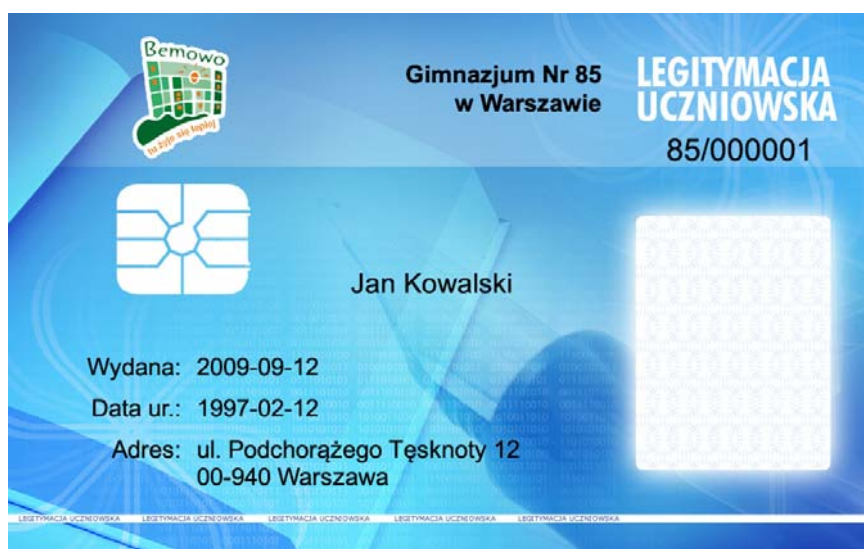 Bemowo
tu żyje się lepiej
Gimnazjum Nr 85
w Warszawie
LEGITYMACJA
UCZNIOWSKA
85/000001
Jan Kowalski
Wydana: 2009-09-12
Data ur.: 1997-02-12
Adres: ul. Podchorążego Tęsknoty 12
00-940 Warszawa
LEGITYMACJA UCZNIOWSKA LEGITYMACJA UCZNIOWSKA LEGITYMACJA UCZNIOWSKA LEGITYMACJA UCZNIOWSKA LEGITYMACJA UCZNIOWSKA